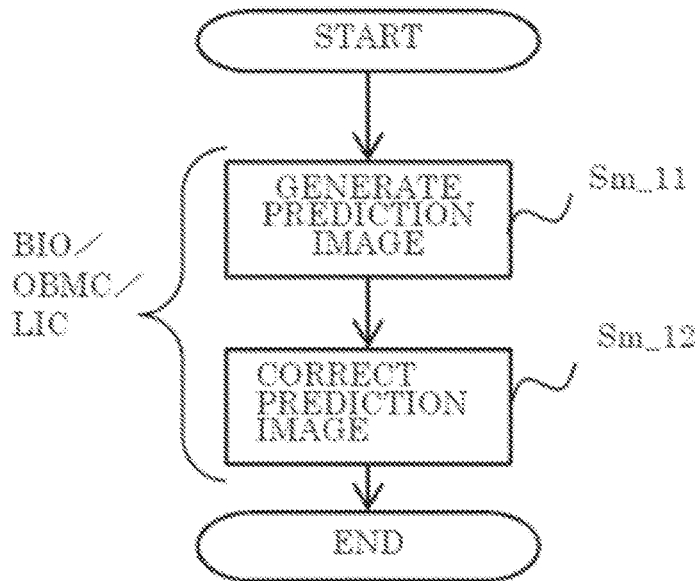 START
GENERATE
PREDICTION
IMAGE
Sm_11
BIO/
OBMC/
LIC
CORRECT
PREDICTION
IMAGE
Sm_12
END